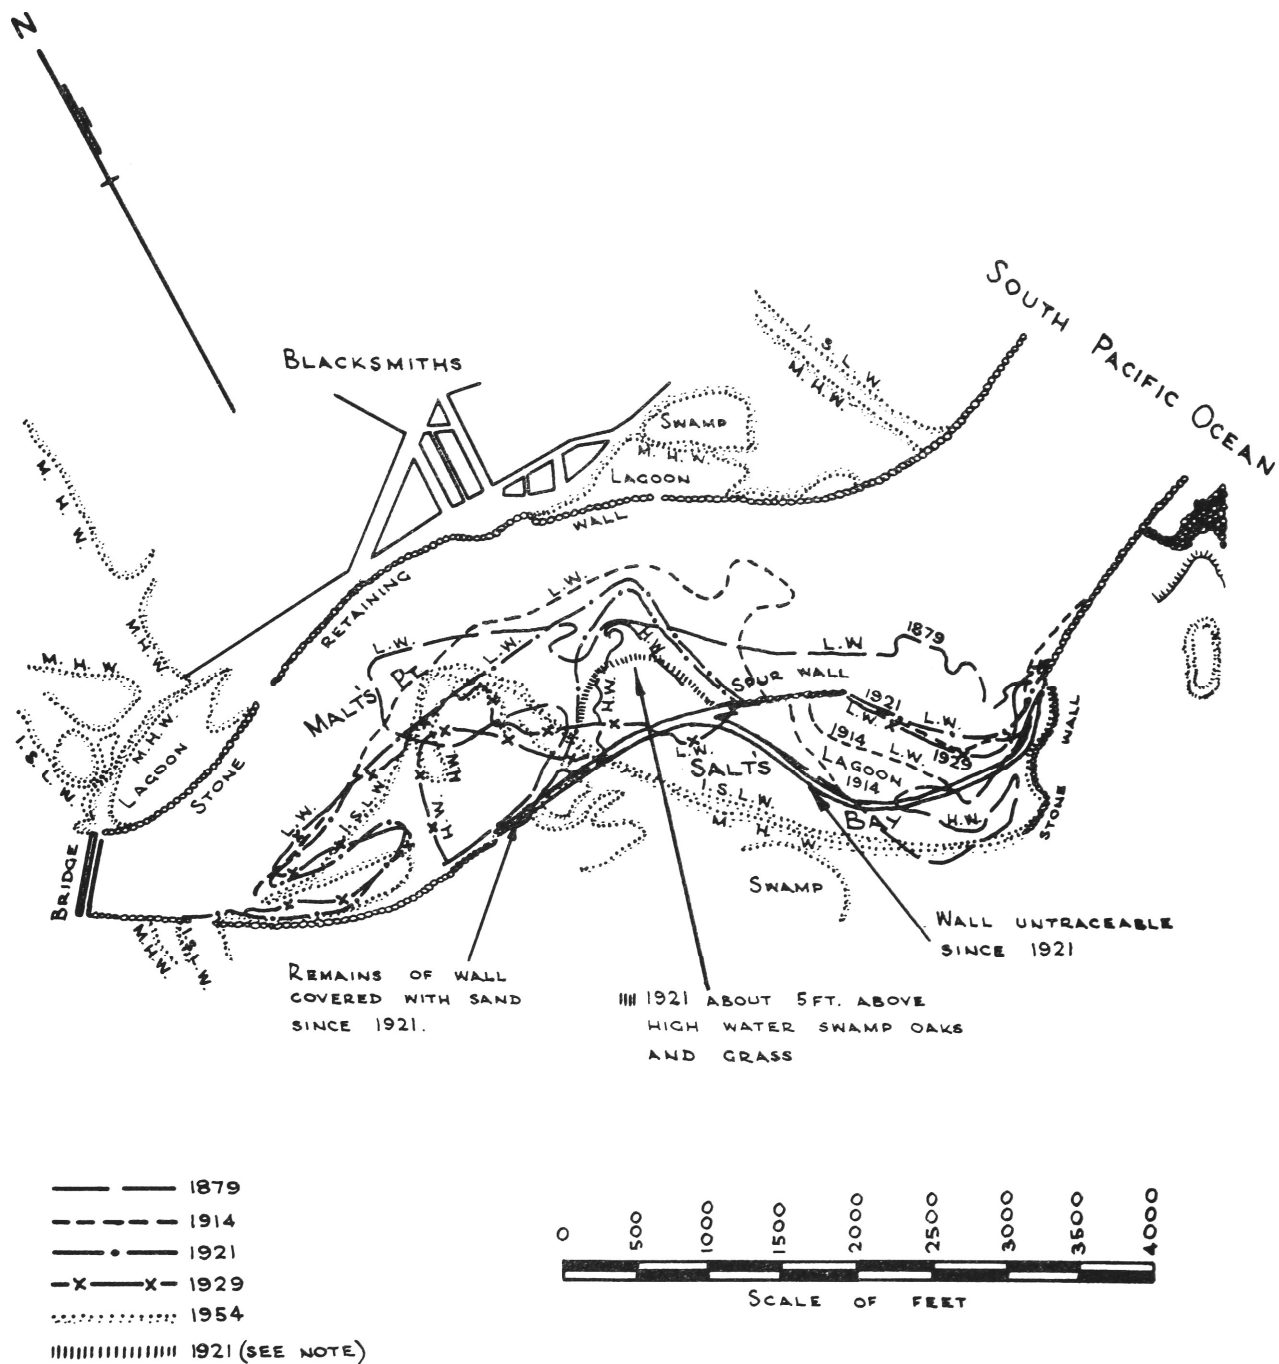 N
SOUTH PACIFIC OCEAN
BLACKSMITHS
I. S. L. W.
M. H. W.
SWAMP
M. H. W.
LAGOON
WALL
RETAINING
M. H. W.
M. H. W.
M. H. W.
M. H. W.
I. S. L. W.
LAGOON
STONE
BRIDGE
L.W.
L.W.
L.W.
MALT'S PT.
H.W.
H.W.
L.W.
1879
SPUR WALL
1921
L.W.
L.W.
1914
L.W.
1929
LAGOON
1914
WALL
STONE
L.W.
SALT'S
BAY
H.W.
I. S. L. W.
M. H. W.
H.W.
H.W.
L.W.
I. S. L. W.
SWAMP
M. H. W.
I. S. L. W.
WALL UNTRACEABLE
SINCE 1921
REMAINS OF WALL
COVERED WITH SAND
SINCE 1921.
1921 ABOUT 5 FT. ABOVE
HIGH WATER SWAMP OAKS
AND GRASS
1879
1914
1921
1929
1954
1921 (SEE NOTE)
0 500 1000 1500 2000 2500 3000 3500 4000
SCALE OF FEET